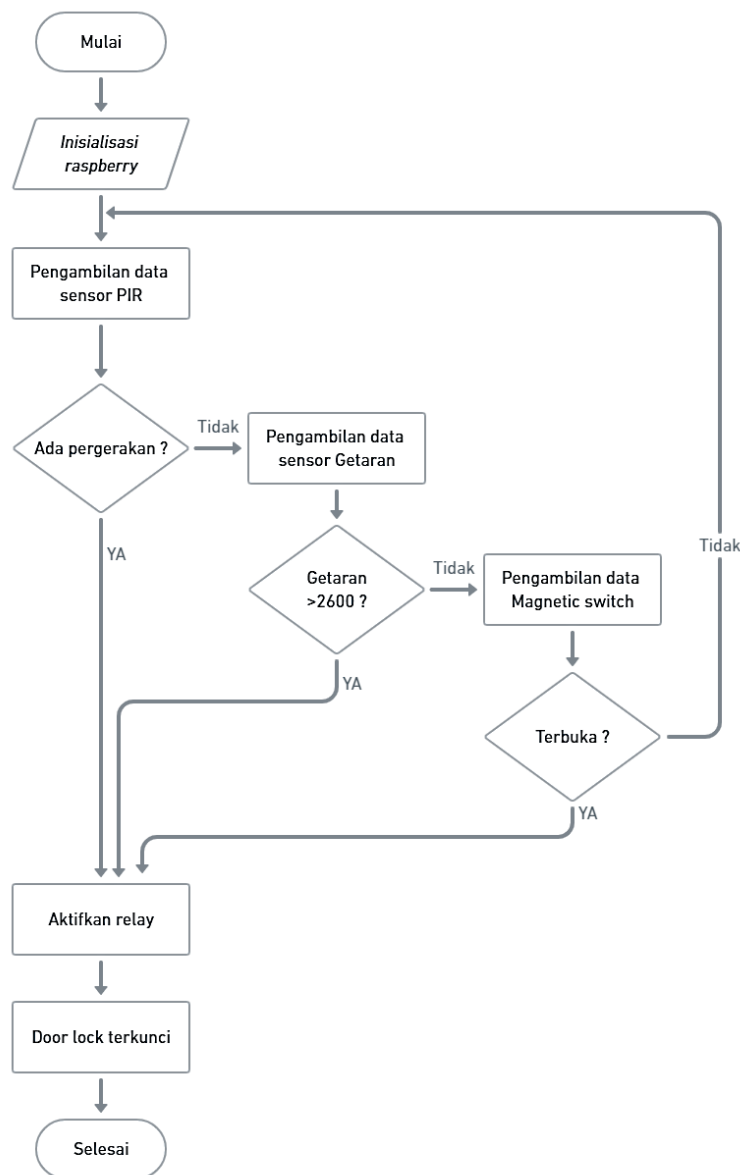 Mulai
Inisialisasi
raspberry
Pengambilan data
sensor PIR
Ada pergerakan ?
Tidak
Pengambilan data
sensor Getaran
YA
Getaran
>2600 ?
Tidak
Pengambilan data
Magnetic switch
Tidak
YA
Terbuka ?
YA
Aktifkan relay
Door lock terkunci
Selesai